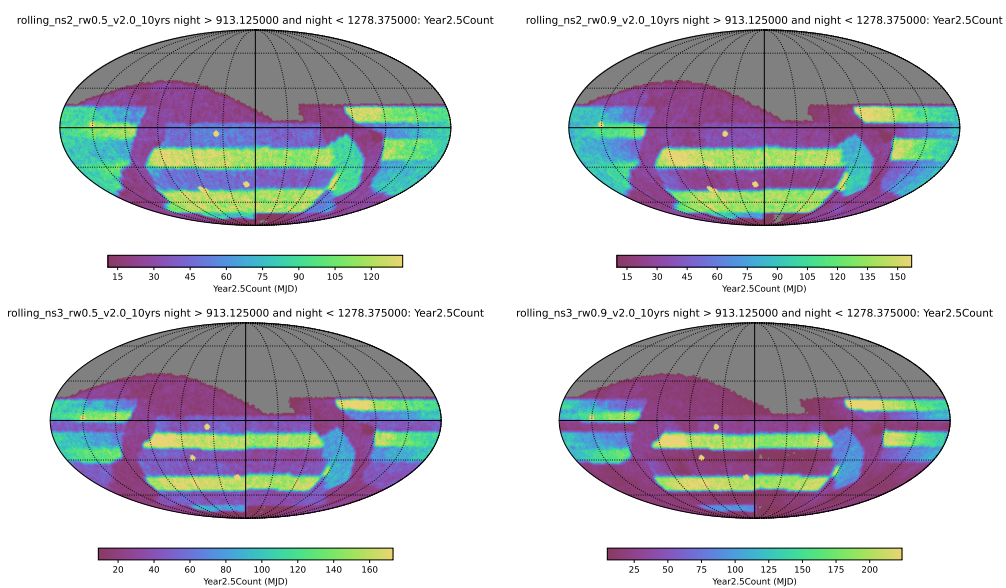 rolling_ns2_rw0.5_v2.0_10yrs night > 913.125000 and night < 1278.375000: Year2.5Count
rolling_ns2_rw0.9_v2.0_10yrs night > 913.125000 and night < 1278.375000: Year2.5Count
15 30 45 60 75 90 105 120
Year2.5Count (MJD)
15 30 45 60 75 90 105 120 135 150
Year2.5Count (MJD)
rolling_ns3_rw0.5_v2.0_10yrs night > 913.125000 and night < 1278.375000: Year2.5Count
rolling_ns3_rw0.9_v2.0_10yrs night > 913.125000 and night < 1278.375000: Year2.5Count
20 40 60 80 100 120 140 160
Year2.5Count (MJD)
25 50 75 100 125 150 175 200
Year2.5Count (MJD)